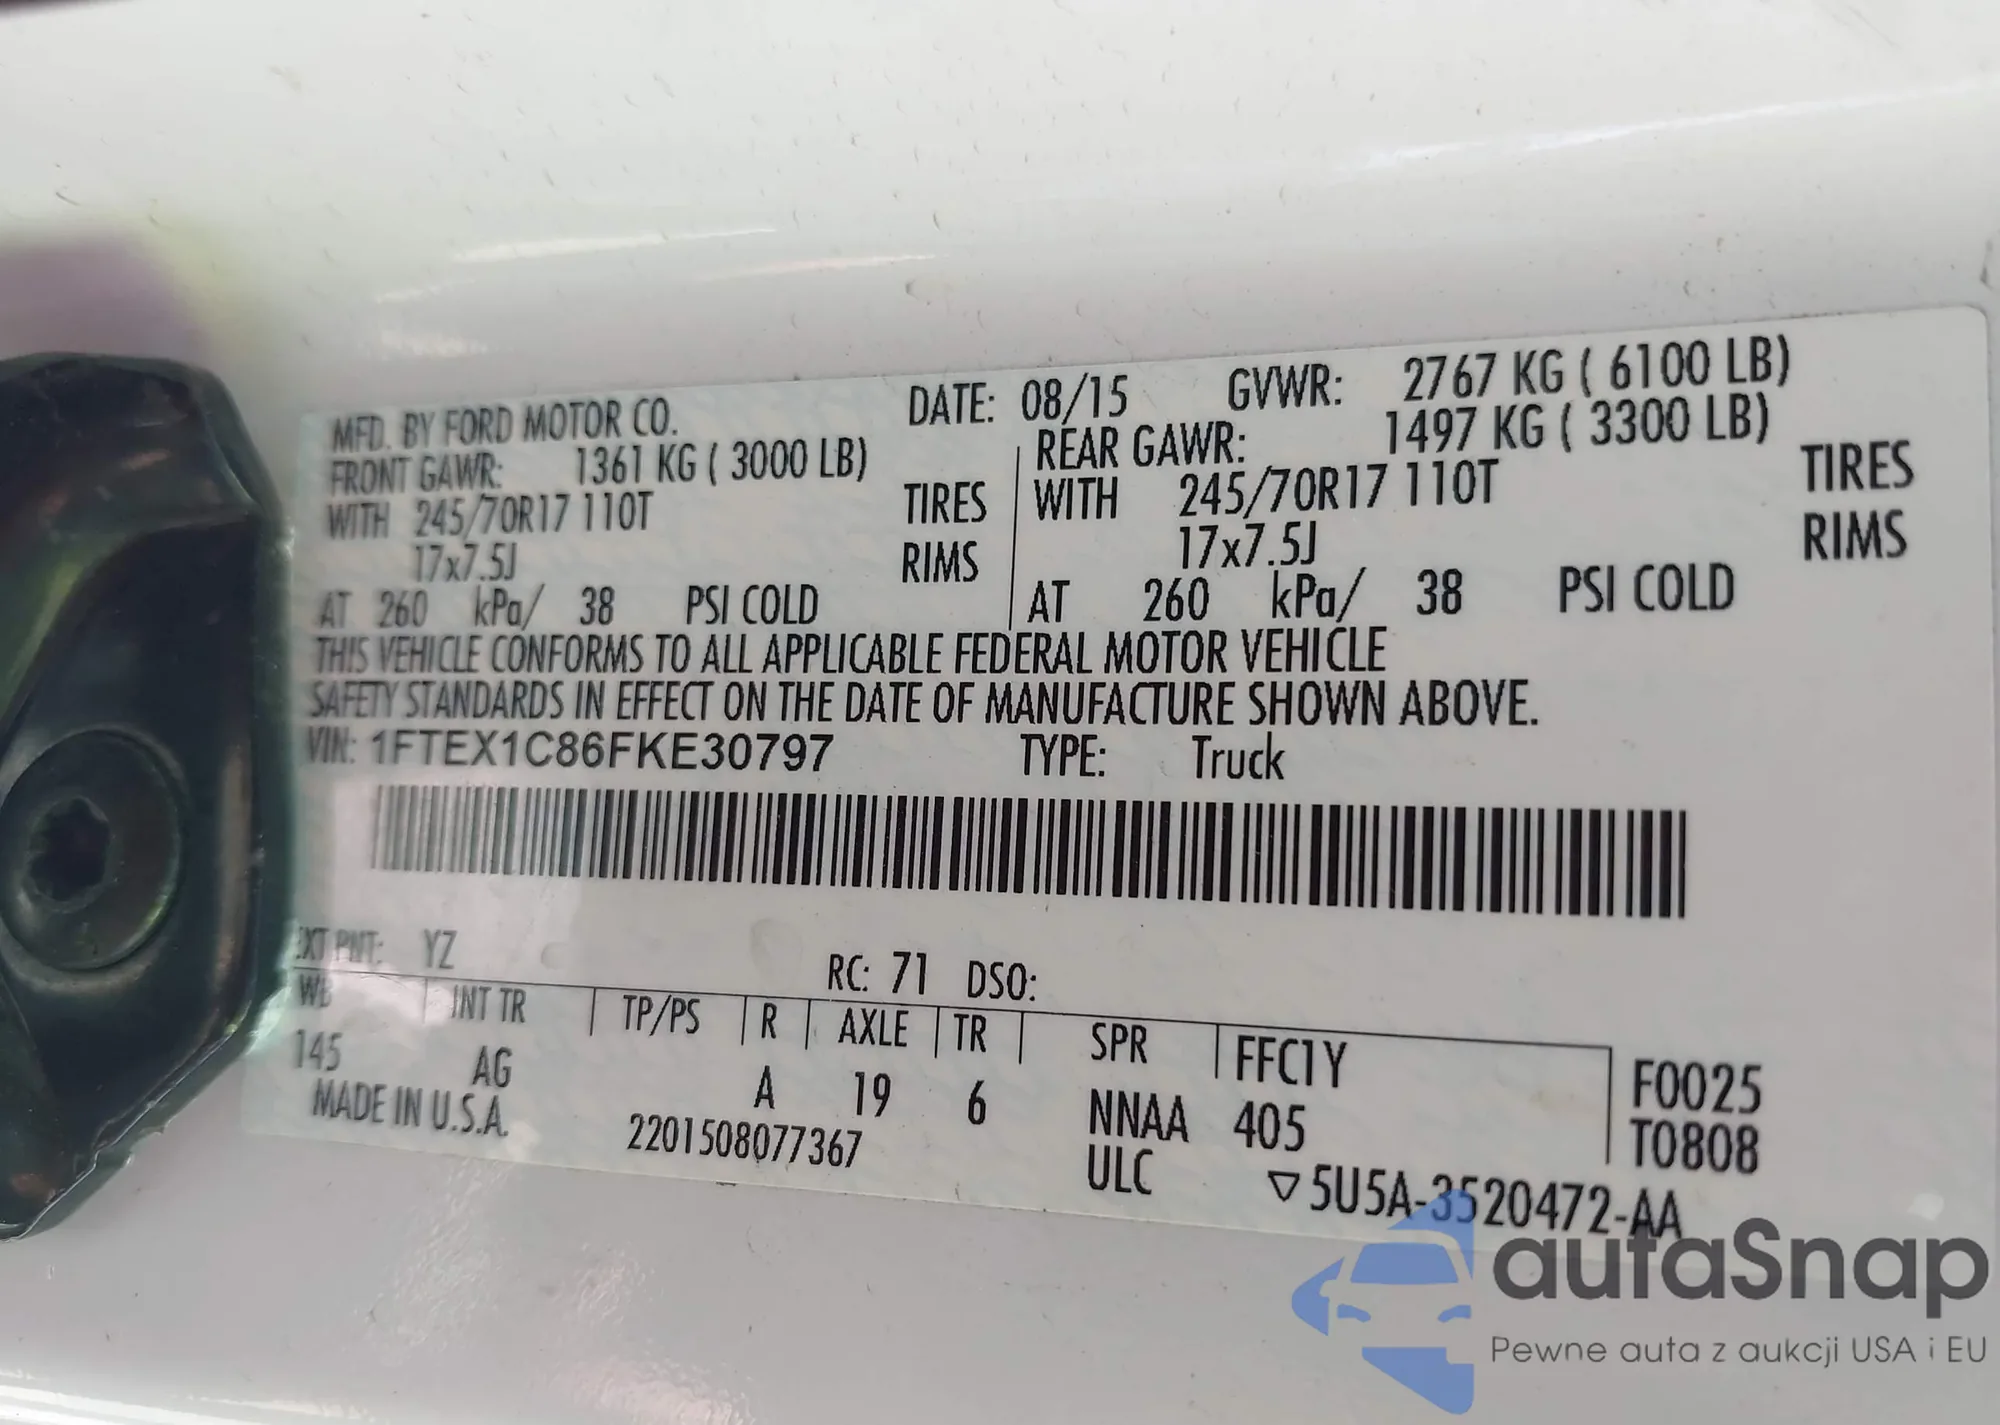 MFD. BY FORD MOTOR CO. DATE: 08/15 GVWR: 2767 KG ( 6100 LB)
FRONT GAWR: 1361 KG ( 3000 LB) REAR GAWR: 1497 KG ( 3300 LB)
WITH 245/70R17 110T TIRES WITH 245/70R17 110T TIRES
17x7.5J RIMS 17x7.5J RIMS
AT 260 kPa/ 38 PSI COLD AT 260 kPa/ 38 PSI COLD
THIS VEHICLE CONFORMS TO ALL APPLICABLE FEDERAL MOTOR VEHICLE
SAFETY STANDARDS IN EFFECT ON THE DATE OF MANUFACTURE SHOWN ABOVE.
VIN: 1FTEX1C86FKE30797 TYPE: Truck
EXT PNT: YZ RC: 71 DSO:
WB INT TR TP/PS R AXLE TR SPR FFC1Y F0025
145 AG A 19 6 NNAA 405 T0808
MADE IN U.S.A. 2201508077367 ULC ▽5U5A-3520472-AA
autaSnap
Pewne auta z aukcji USA i EU